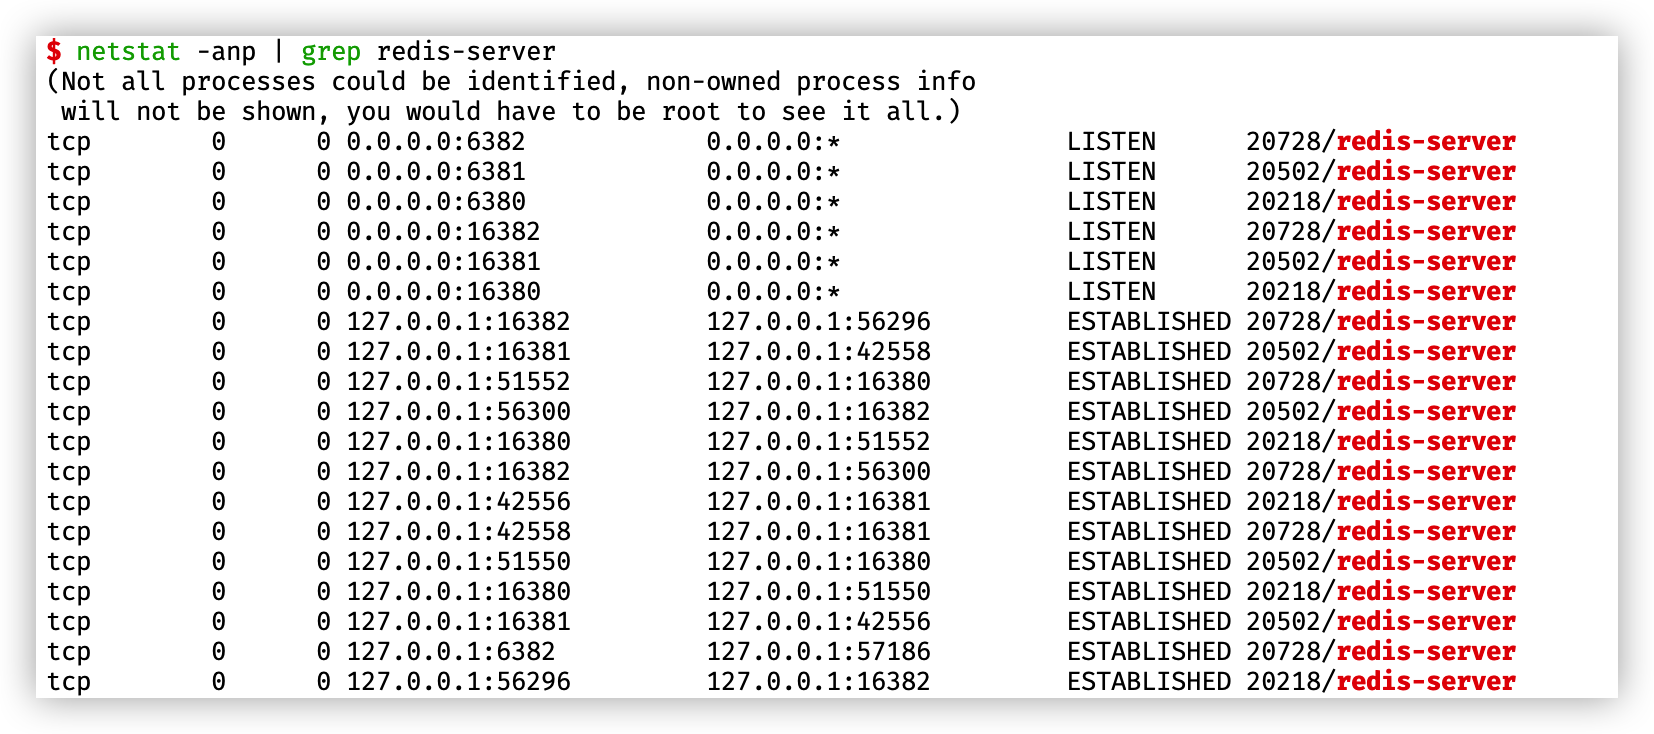 $ netstat -anp | grep redis-server
(Not all processes could be identified, non-owned process info
 will not be shown, you would have to be root to see it all.)
tcp        0      0 0.0.0.0:6382            0.0.0.0:*               LISTEN      20728/redis-server
tcp        0      0 0.0.0.0:6381            0.0.0.0:*               LISTEN      20502/redis-server
tcp        0      0 0.0.0.0:6380            0.0.0.0:*               LISTEN      20218/redis-server
tcp        0      0 0.0.0.0:16382           0.0.0.0:*               LISTEN      20728/redis-server
tcp        0      0 0.0.0.0:16381           0.0.0.0:*               LISTEN      20502/redis-server
tcp        0      0 0.0.0.0:16380           0.0.0.0:*               LISTEN      20218/redis-server
tcp        0      0 127.0.0.1:16382         127.0.0.1:56296         ESTABLISHED 20728/redis-server
tcp        0      0 127.0.0.1:16381         127.0.0.1:42558         ESTABLISHED 20502/redis-server
tcp        0      0 127.0.0.1:51552         127.0.0.1:16380         ESTABLISHED 20728/redis-server
tcp        0      0 127.0.0.1:56300         127.0.0.1:16382         ESTABLISHED 20502/redis-server
tcp        0      0 127.0.0.1:16380         127.0.0.1:51552         ESTABLISHED 20218/redis-server
tcp        0      0 127.0.0.1:16382         127.0.0.1:56300         ESTABLISHED 20728/redis-server
tcp        0      0 127.0.0.1:42556         127.0.0.1:16381         ESTABLISHED 20218/redis-server
tcp        0      0 127.0.0.1:42558         127.0.0.1:16381         ESTABLISHED 20728/redis-server
tcp        0      0 127.0.0.1:51550         127.0.0.1:16380         ESTABLISHED 20502/redis-server
tcp        0      0 127.0.0.1:16380         127.0.0.1:51550         ESTABLISHED 20218/redis-server
tcp        0      0 127.0.0.1:16381         127.0.0.1:42556         ESTABLISHED 20502/redis-server
tcp        0      0 127.0.0.1:6382          127.0.0.1:57186         ESTABLISHED 20728/redis-server
tcp        0      0 127.0.0.1:56296         127.0.0.1:16382         ESTABLISHED 20218/redis-server